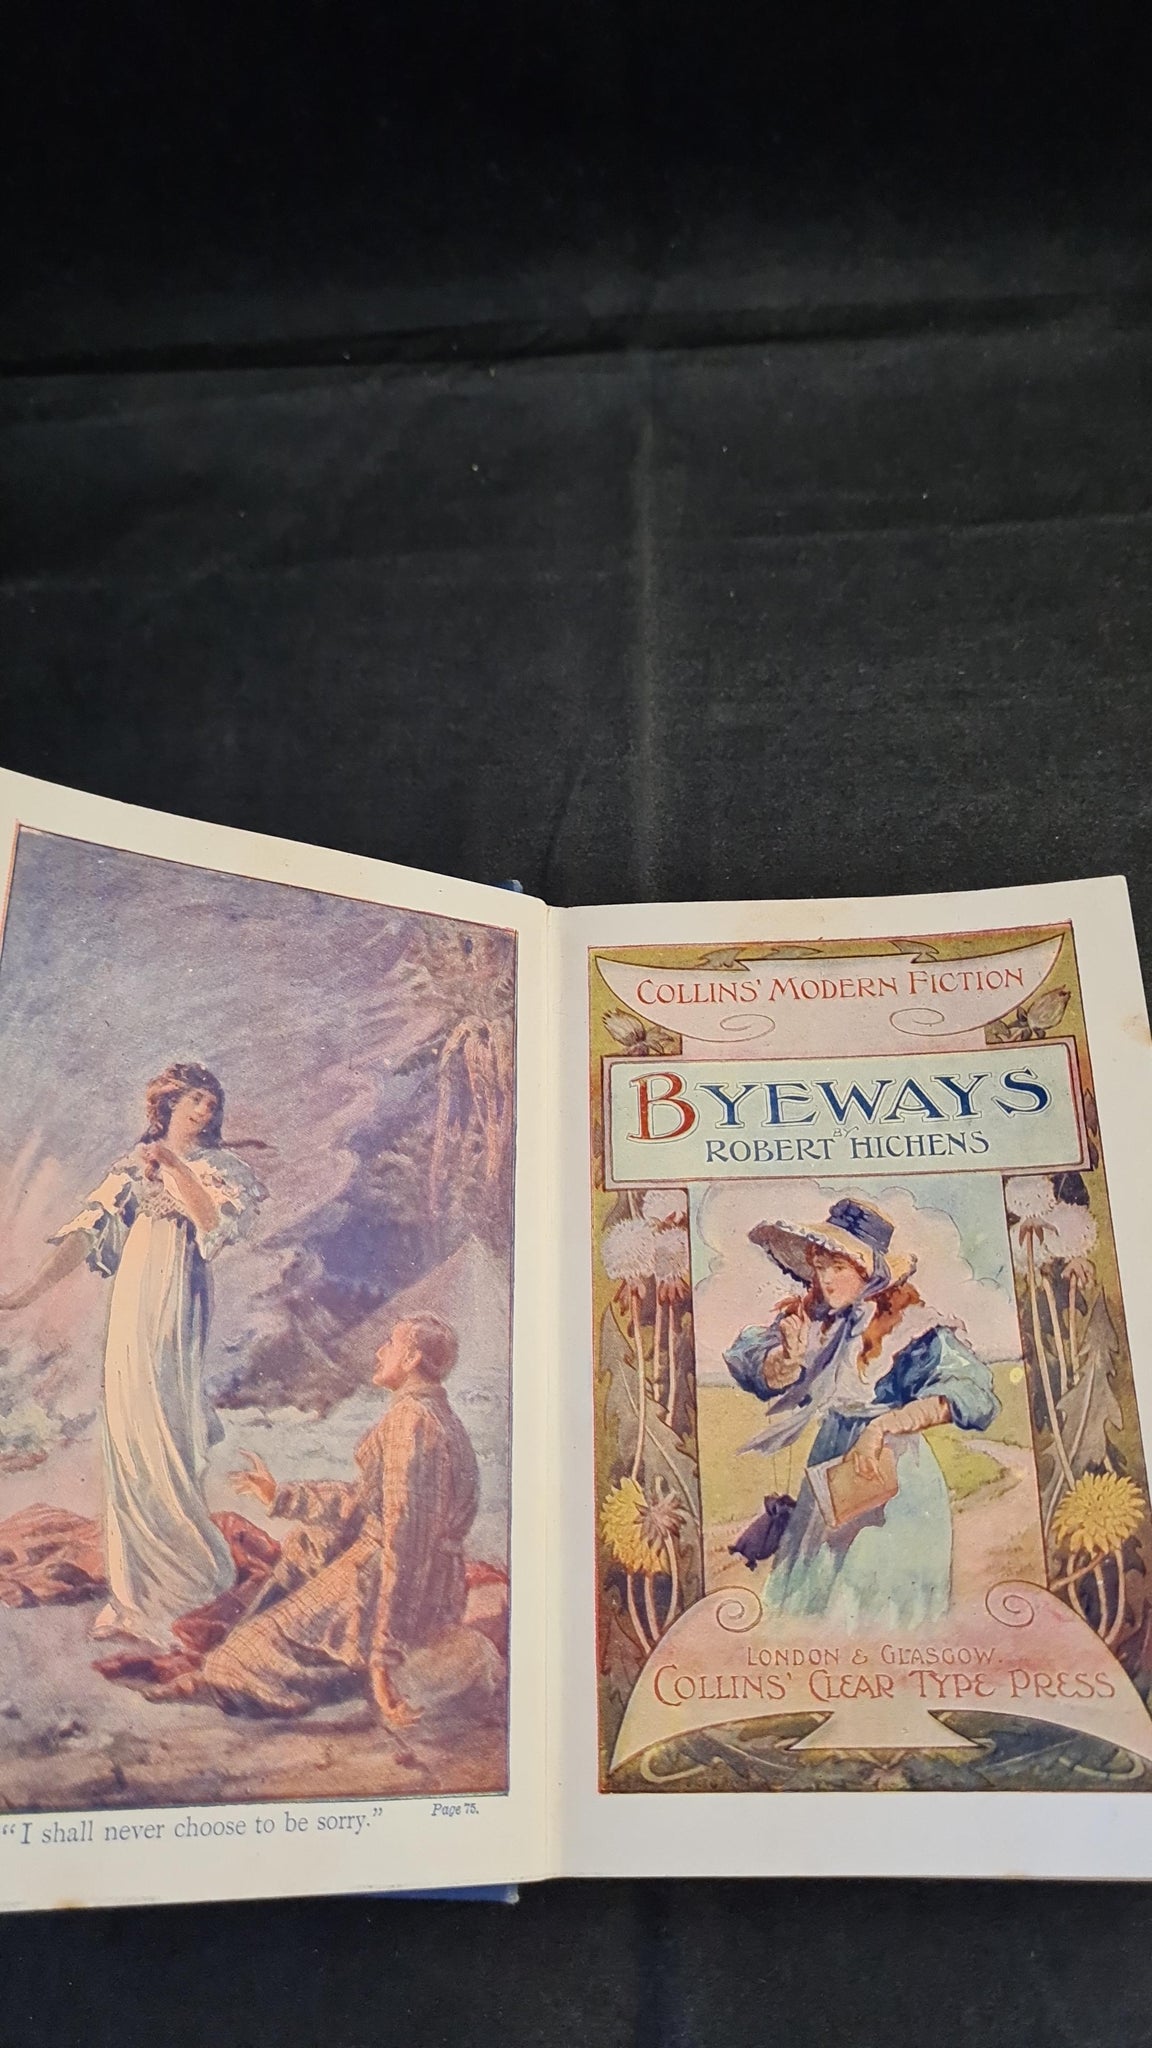 "I shall never choose to be sorry."
Page 75.
COLLINS' MODERN FICTION
BYEWAYS
BY
ROBERT HICHENS
LONDON & GLASGOW.
COLLINS' CLEAR TYPE PRESS